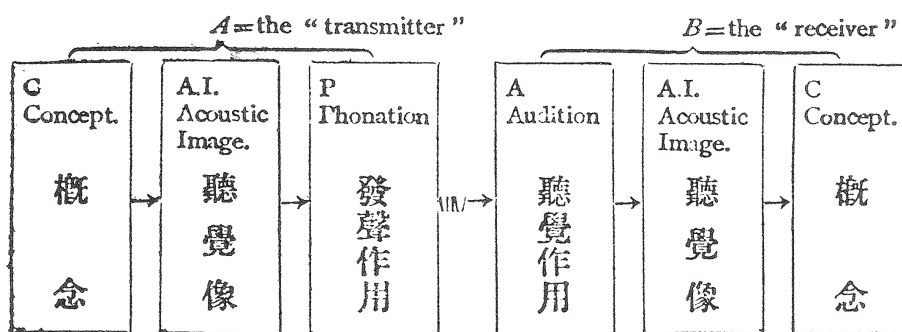 A=the “transmitter”
B=the “receiver”
C
Concept.
概
念
A.I.
Acoustic
Image.
聽
覺
像
P
Phonation
發
聲
作
用
A
Audition
聽
覺
作
用
A.I.
Acoustic
Image.
聽
覺
像
C
Concept.
概
念